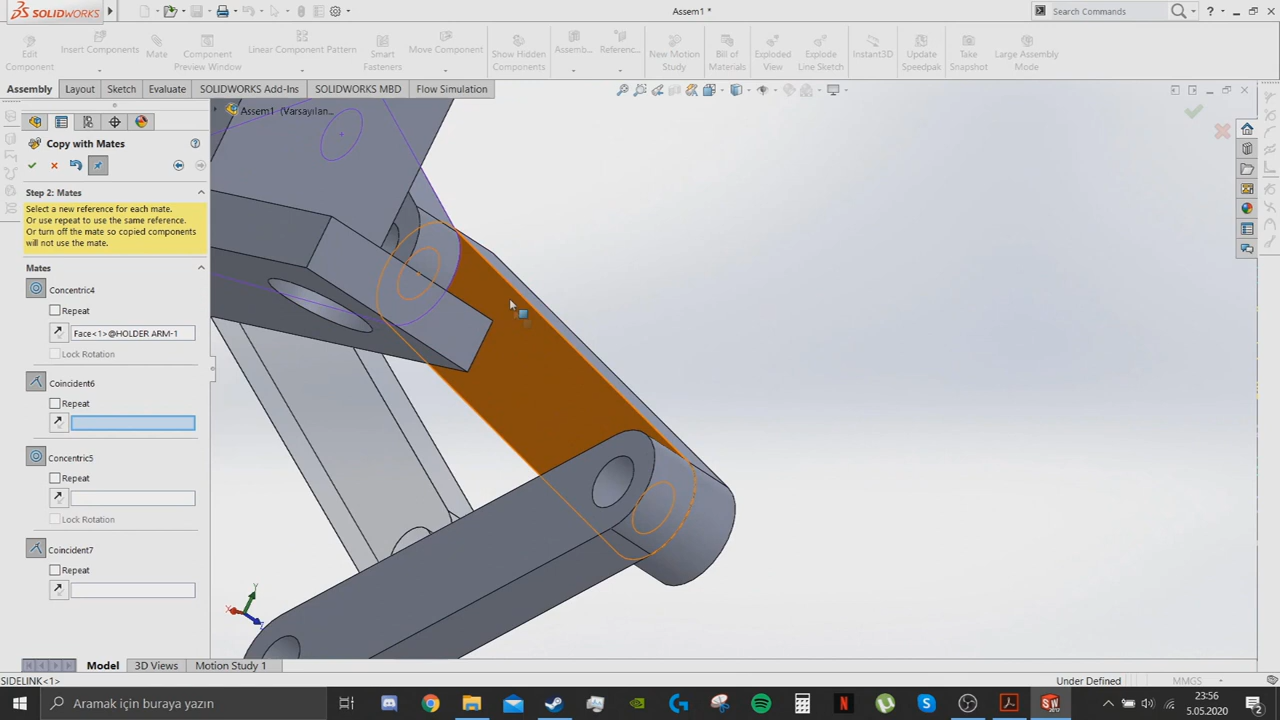 SOLIDWORKS
Assem1 *
Search Commands
Edit Component
Insert Components
Mate
Component Preview Window
Linear Component Pattern
Smart Fasteners
Move Component
Show Hidden Components
Assemb...
Referenc...
New Motion Study
Bill of Materials
Exploded View
Explode Line Sketch
Instant3D
Update Speedpak
Take Snapshot
Large Assembly Mode
Assembly
Layout
Sketch
Evaluate
SOLIDWORKS Add-Ins
SOLIDWORKS MBD
Flow Simulation
Assem1 (Varsayılan...
Copy with Mates
Step 2: Mates
Select a new reference for each mate.
Or use repeat to use the same reference.
Or turn off the mate so copied components
will not use the mate.
Mates
Concentric4
Repeat
Face<1>@HOLDER ARM-1
Lock Rotation
Coincident6
Repeat
Concentric5
Repeat
Lock Rotation
Coincident7
Repeat
Y
X
Z
Model
3D Views
Motion Study 1
SIDELINK<1>
Under Defined
MMGS
Aramak için buraya yazın
23:56
5.05.2020
2